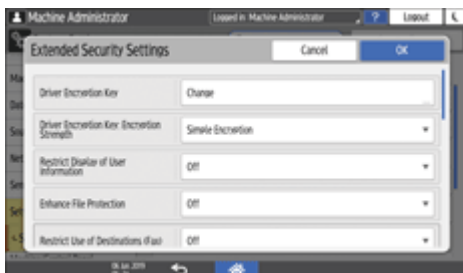 Machine Administrator
Logged in: Machine Administrator
?
Logout
Extended Security Settings
Cancel
OK
Driver Encryption Key
Change
Driver Encryption Key: Encryption
Strength
Simple Encryption
Restrict Display of User
Information
Off
Enhance File Protection
Off
Restrict Use of Destinations (Fax)
Off